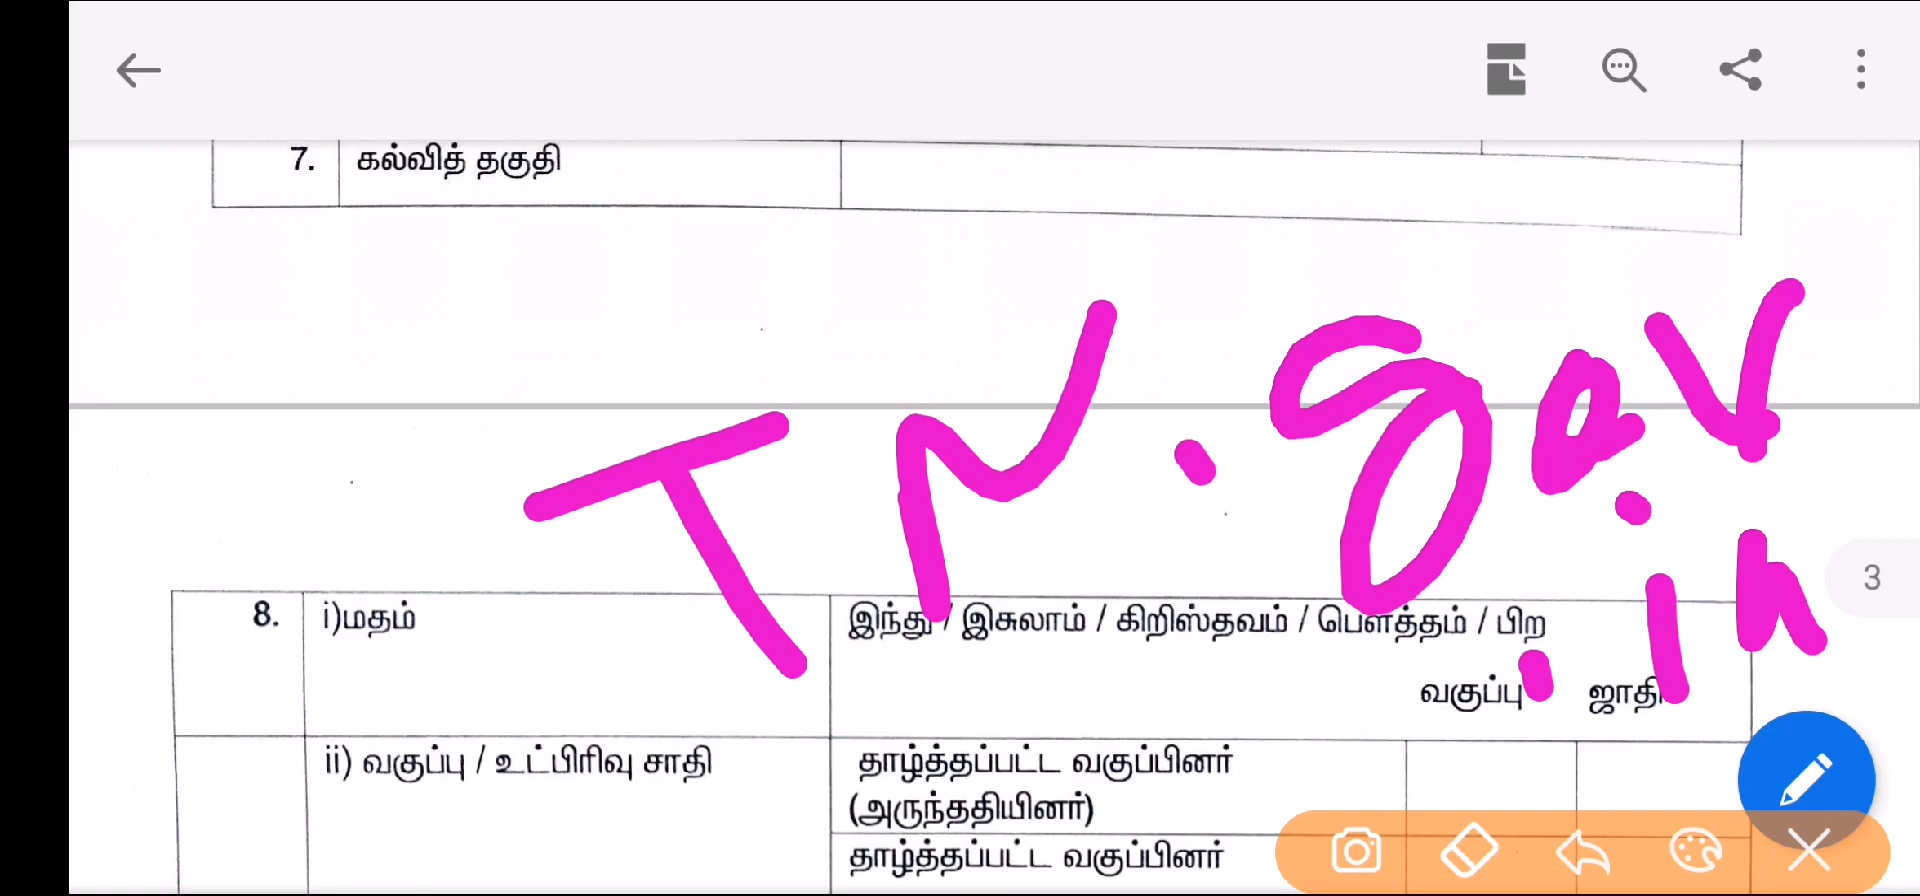 7. கல்வித் தகுதி
TN.gov
.in
3
8. i)மதம் இந்து / இசுலாம் / கிறிஸ்தவம் / பௌத்தம் / பிற
வகுப்பு ஜாதி
ii) வகுப்பு / உட்பிரிவு சாதி தாழ்த்தப்பட்ட வகுப்பினர்
(அருந்ததியினர்)
தாழ்த்தப்பட்ட வகுப்பினர்